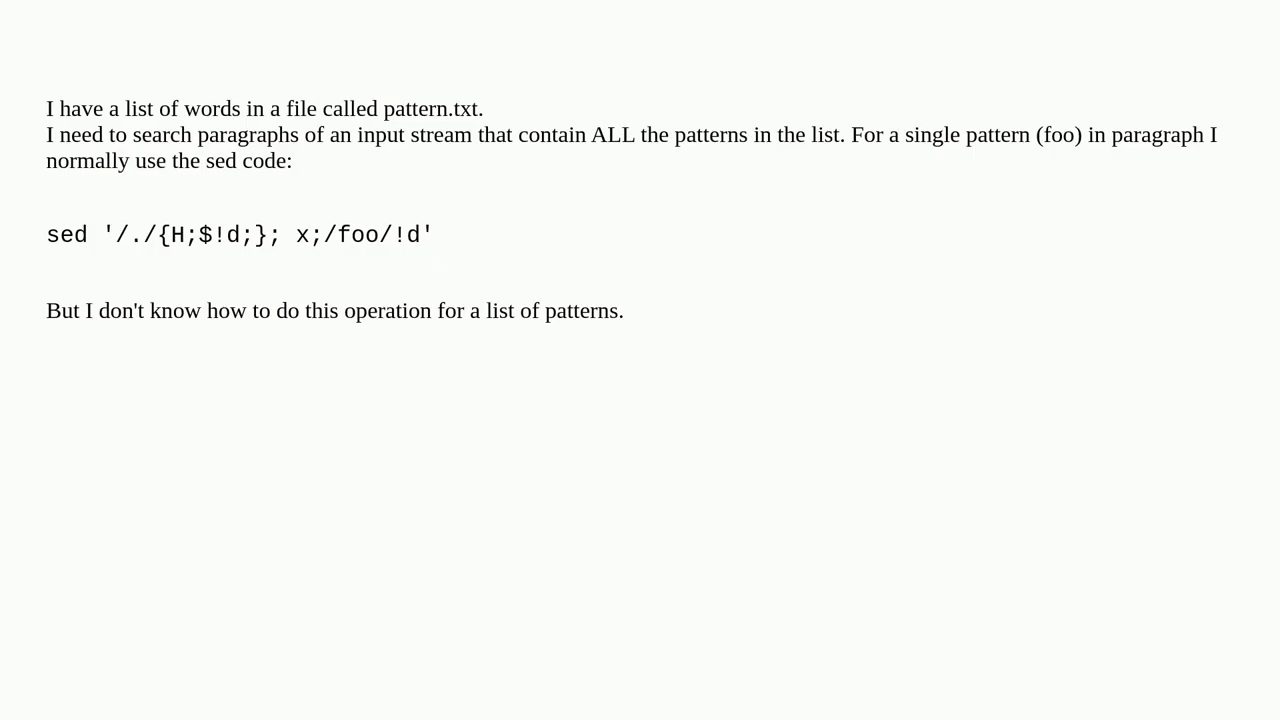 I have a list of words in a file called pattern.txt.
I need to search paragraphs of an input stream that contain ALL the patterns in the list. For a single pattern (foo) in paragraph I
normally use the sed code:
sed '/./{H;$!d;}; x;/foo/!d'
But I don't know how to do this operation for a list of patterns.